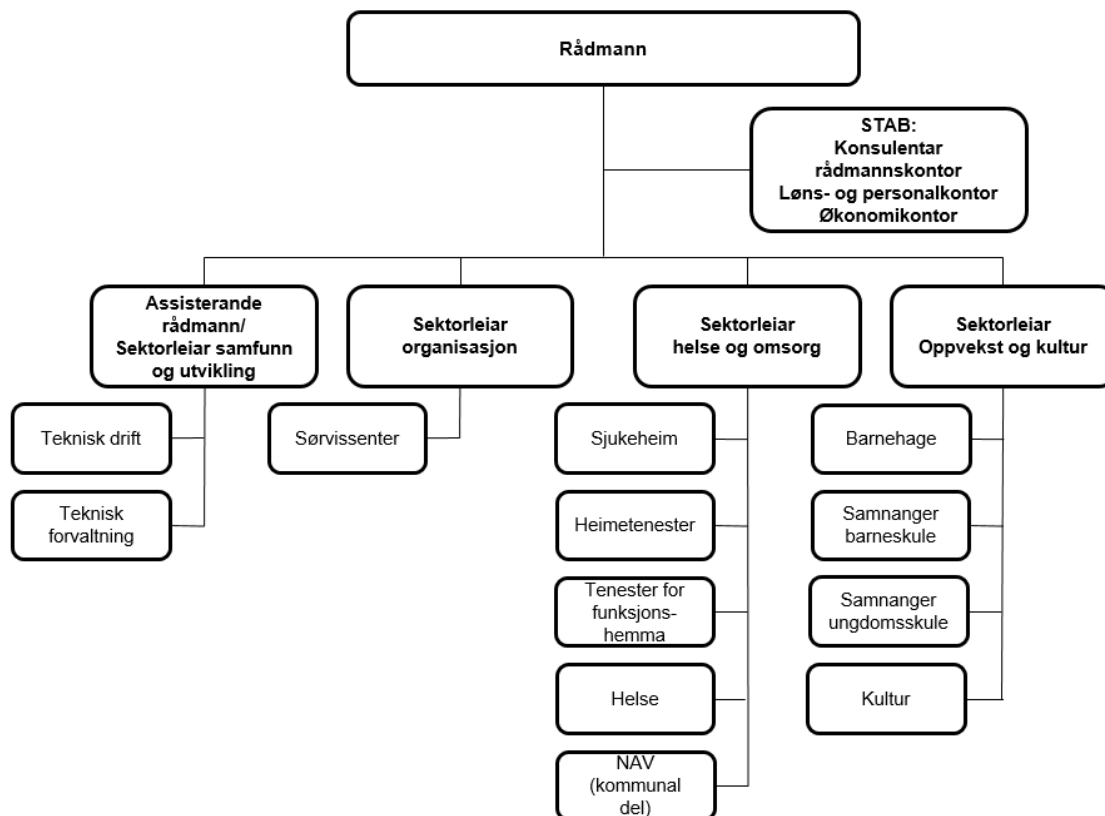 Rådmann
STAB:
Konsulentar
rådmannskontor
Løns- og personalkontor
Økonomikontor
Assisterande
rådmann/
Sektorleiar samfunn
og utvikling
Sektorleiar
organisasjon
Sektorleiar
helse og omsorg
Sektorleiar
Oppvekst og kultur
Teknisk drift
Teknisk
forvaltning
Sørvissenter
Sjukeheim
Heimetenester
Tenester for
funksjons-
hemma
Helse
NAV
(kommunal
del)
Barnehage
Samnanger
barneskule
Samnanger
ungdomsskule
Kultur